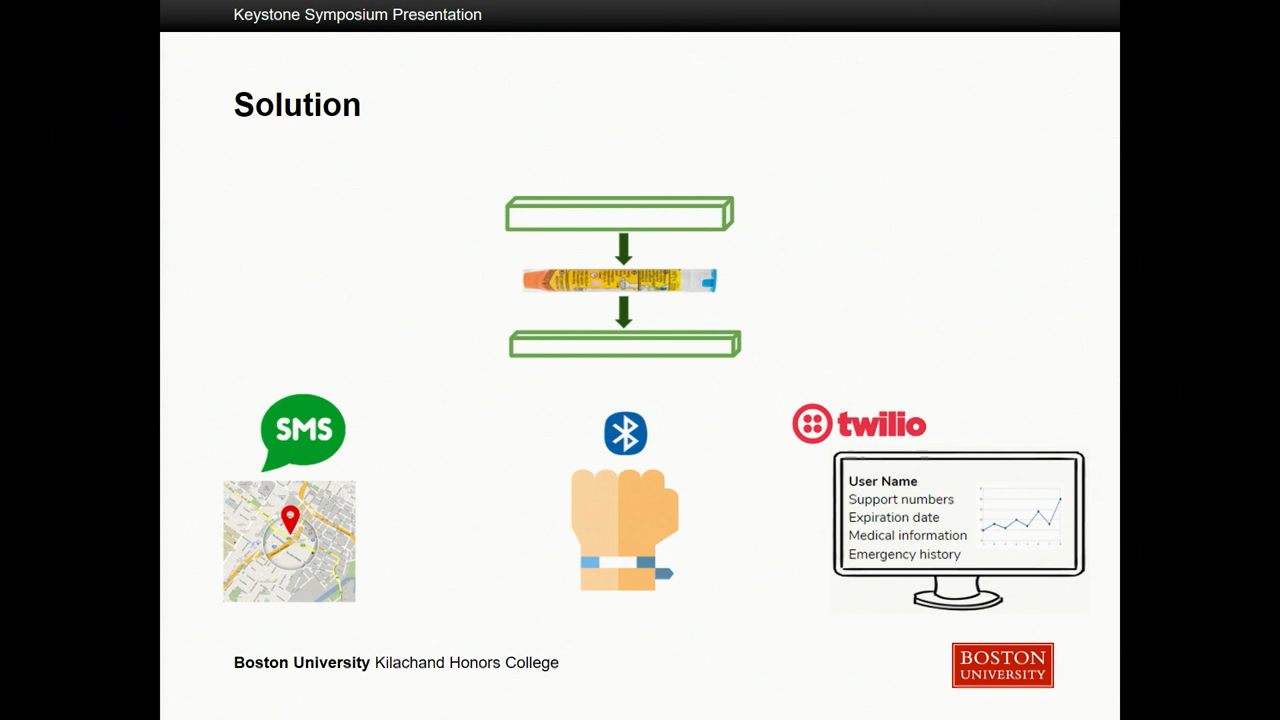 Keystone Symposium Presentation
Solution
SMS
twilio
User Name
Support numbers
Expiration date
Medical information
Emergency history
Boston University Kilachand Honors College
BOSTON
UNIVERSITY